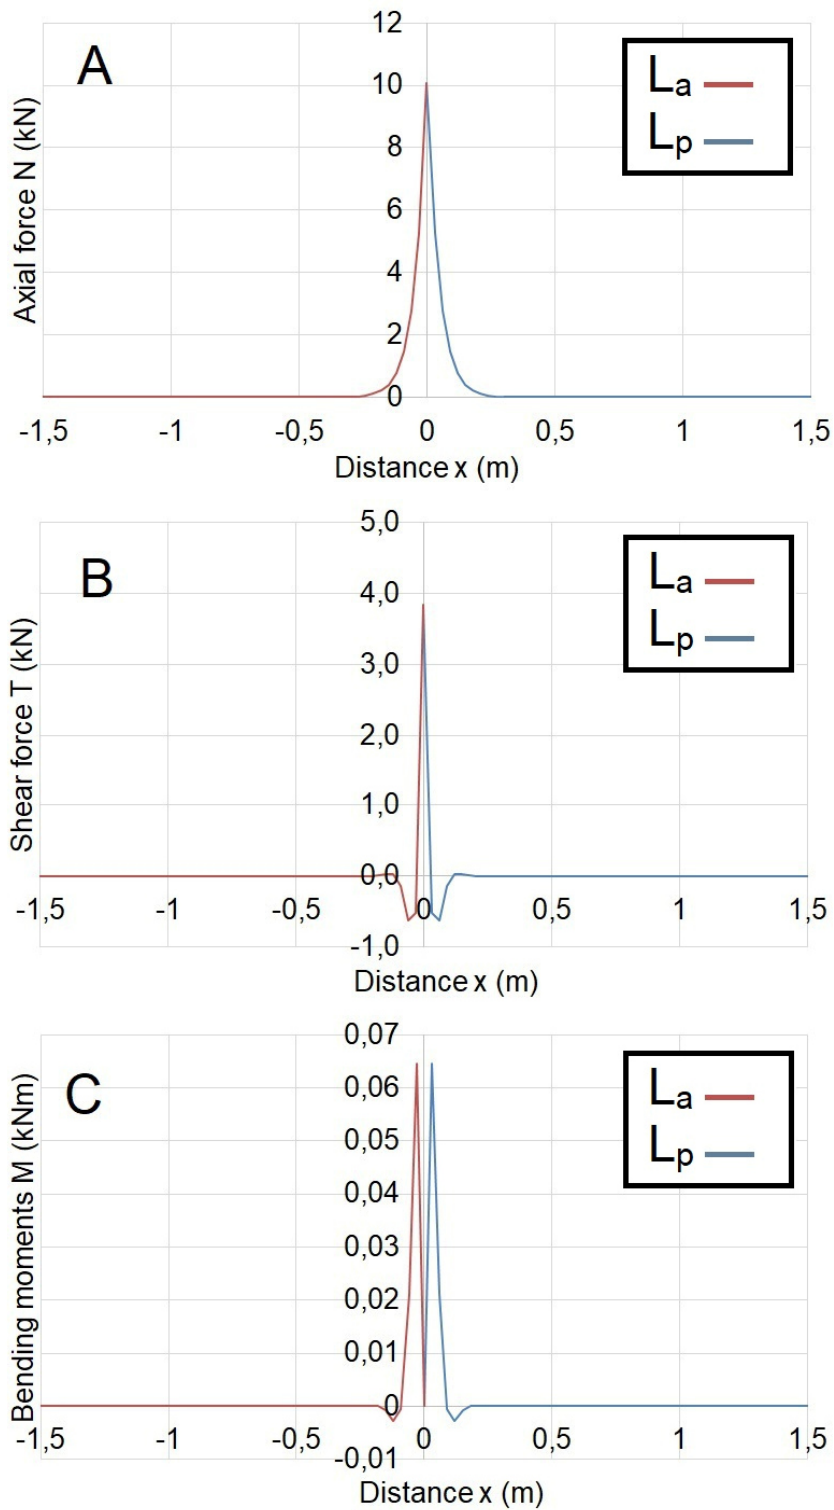 A
Axial force N (kN)
12
10
8
6
4
2
0
-1,5 -1 -0,5 0 0,5 1 1,5
Distance x (m)
La
Lp
B
Shear force T (kN)
5,0
4,0
3,0
2,0
1,0
0,0
-1,0
-1,5 -1 -0,5 0 0,5 1 1,5
Distance x (m)
La
Lp
C
Bending moments M (kNm)
0,07
0,06
0,05
0,04
0,03
0,02
0,01
0
-0,01
-1,5 -1 -0,5 0 0,5 1 1,5
Distance x (m)
La
Lp